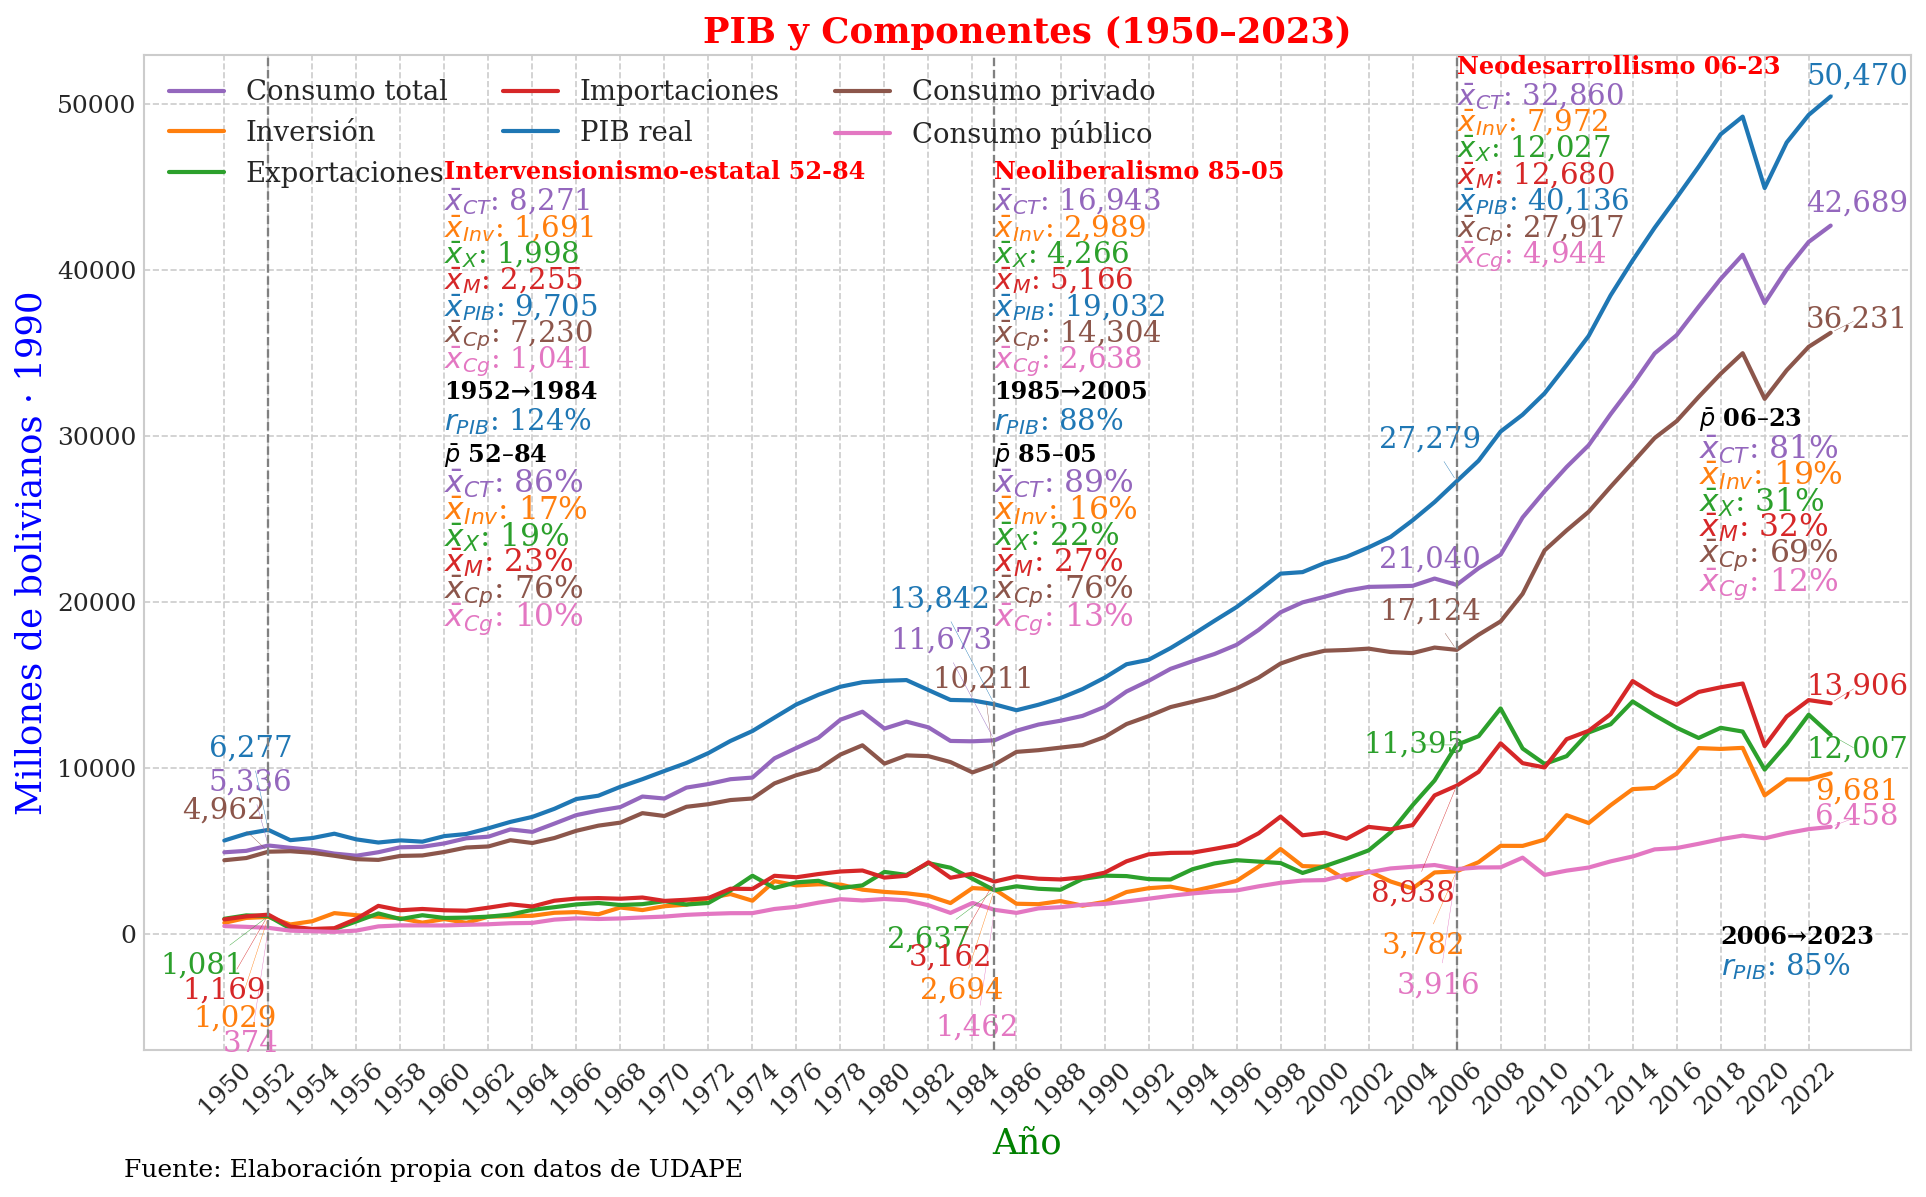 PIB y Componentes (1950–2023)
Consumo total
Inversión
Exportaciones
Importaciones
PIB real
Consumo privado
Consumo público
Millones de bolivianos · 1990
50000
40000
30000
20000
10000
0
Intervensionismo-estatal 52-84
x̄CT: 8,271
x̄Inv: 1,691
x̄X: 1,998
x̄M: 2,255
x̄PIB: 9,705
x̄Cp: 7,230
x̄Cg: 1,041
1952→1984
rPIB: 124%
p̄ 52–84
x̄CT: 86%
x̄Inv: 17%
x̄X: 19%
x̄M: 23%
x̄Cp: 76%
x̄Cg: 10%
Neoliberalismo 85-05
x̄CT: 16,943
x̄Inv: 2,989
x̄X: 4,266
x̄M: 5,166
x̄PIB: 19,032
x̄Cp: 14,304
x̄Cg: 2,638
1985→2005
rPIB: 88%
p̄ 85–05
x̄CT: 89%
x̄Inv: 16%
x̄X: 22%
x̄M: 27%
x̄Cp: 76%
x̄Cg: 13%
Neodesarrollismo 06-23
x̄CT: 32,860
x̄Inv: 7,972
x̄X: 12,027
x̄M: 12,680
x̄PIB: 40,136
x̄Cp: 27,917
x̄Cg: 4,944
p̄ 06–23
x̄CT: 81%
x̄Inv: 19%
x̄X: 31%
x̄M: 32%
x̄Cp: 69%
x̄Cg: 12%
2006→2023
rPIB: 85%
6,277
5,336
4,962
1,081
1,169
1,029
374
13,842
11,673
10,211
2,637
3,162
2,694
1,462
27,279
21,040
17,124
11,395
8,938
3,782
3,916
50,470
42,689
36,231
13,906
12,007
9,681
6,458
1950
1952
1954
1956
1958
1960
1962
1964
1966
1968
1970
1972
1974
1976
1978
1980
1982
1984
1986
1988
1990
1992
1994
1996
1998
2000
2002
2004
2006
2008
2010
2012
2014
2016
2018
2020
2022
Año
Fuente: Elaboración propia con datos de UDAPE